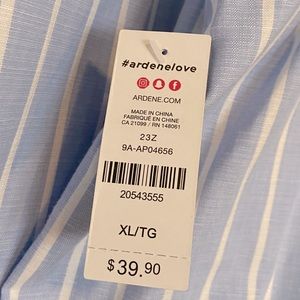 #ardenelove
ARDENE.COM
MADE IN CHINA
FABRIQUÉ EN CHINE
CA 21099 / RN 148061
23Z
9A-AP04656
20543555
XL/TG
$39.90